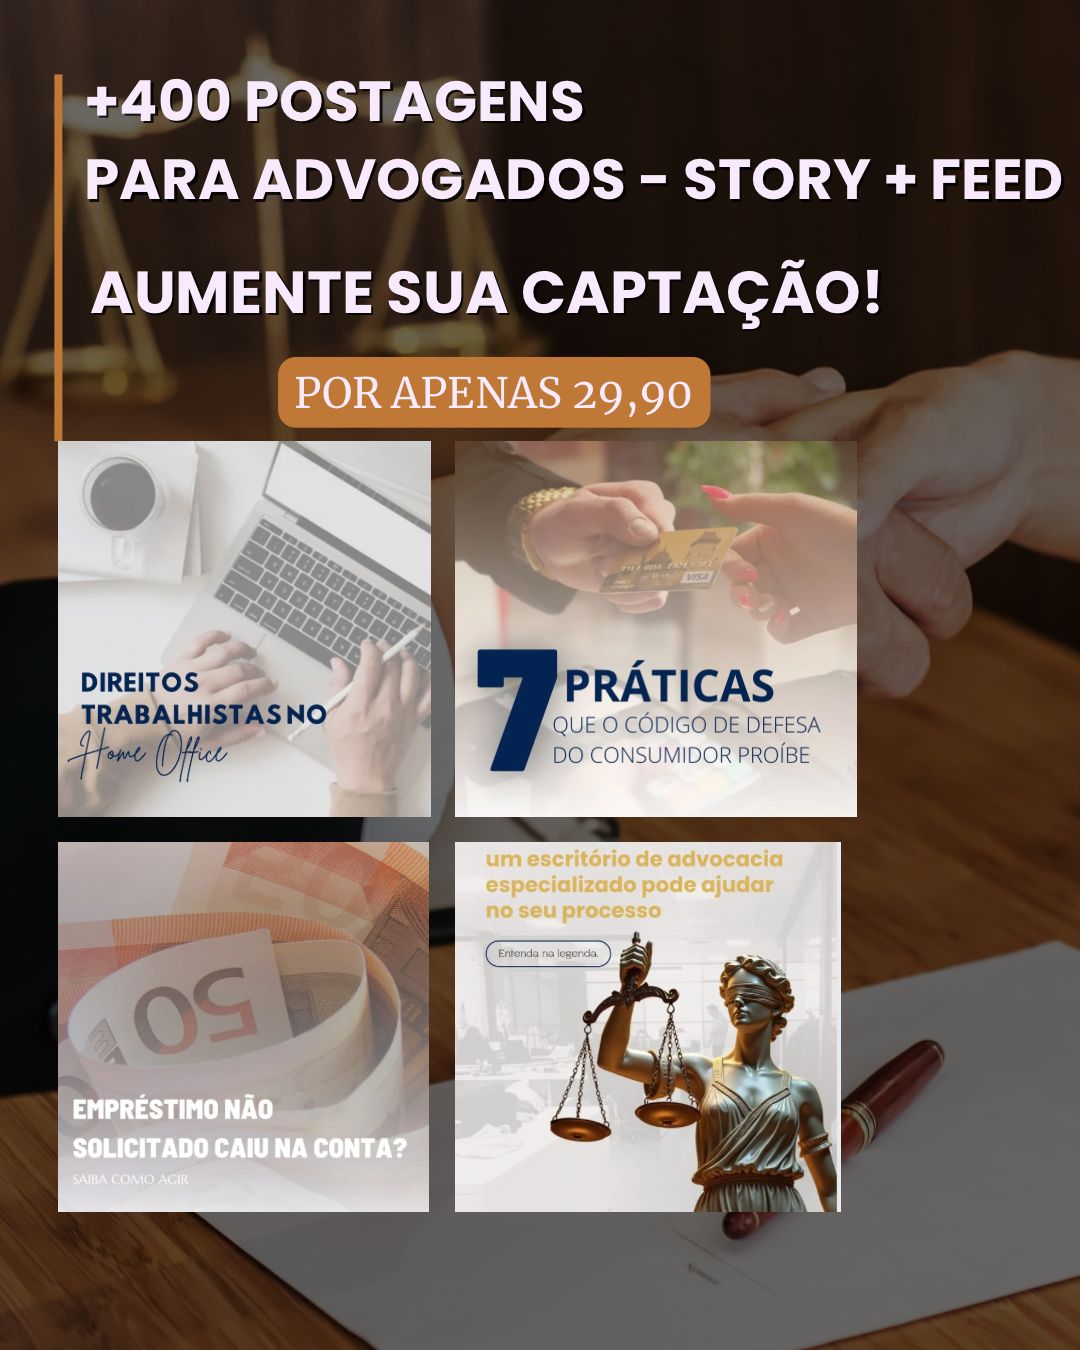 +400 POSTAGENS
PARA ADVOGADOS - STORY + FEED
AUMENTE SUA CAPTAÇÃO!
POR APENAS 29,90
DIREITOS
TRABALHISTAS NO
Home Office
VISA
7 PRÁTICAS
QUE O CÓDIGO DE DEFESA
DO CONSUMIDOR PROÍBE
50
EMPRÉSTIMO NÃO
SOLICITADO CAIU NA CONTA?
SAIBA COMO AGIR
um escritório de advocacia
especializado pode ajudar
no seu processo
Entenda na legenda.